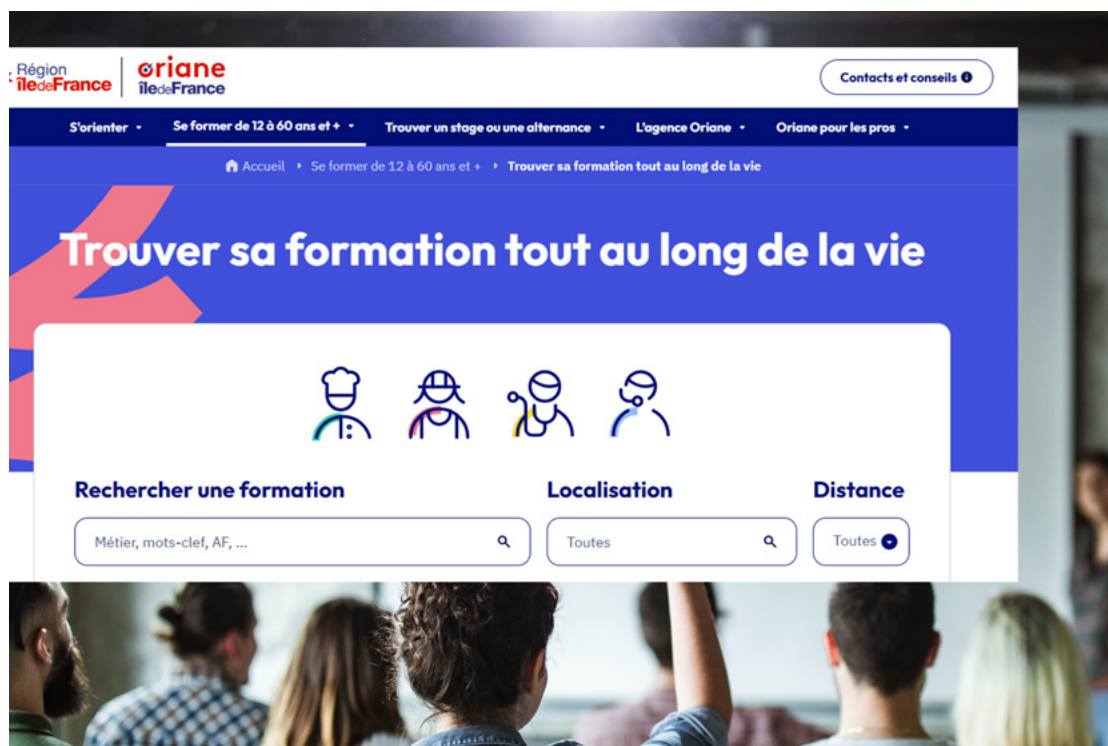 Région
îledeFrance
oriane
îledeFrance
Contacts et conseils
S'orienter
Se former de 12 à 60 ans et +
Trouver un stage ou une alternance
L'agence Oriane
Oriane pour les pros
Accueil
Se former de 12 à 60 ans et +
Trouver sa formation tout au long de la vie
Trouver sa formation tout au long de la vie
Rechercher une formation
Localisation
Distance
Métier, mots-clef, AF, ...
Toutes
Toutes